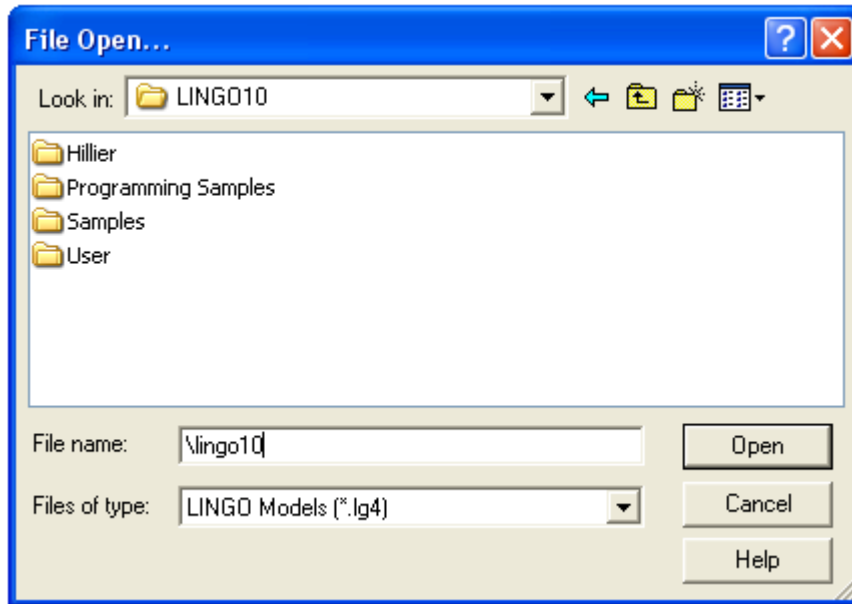 File Open...
Look in: LINGO10
Hillier
Programming Samples
Samples
User
File name: \lingo10 Open
Files of type: LINGO Models (*.lg4) Cancel
Help